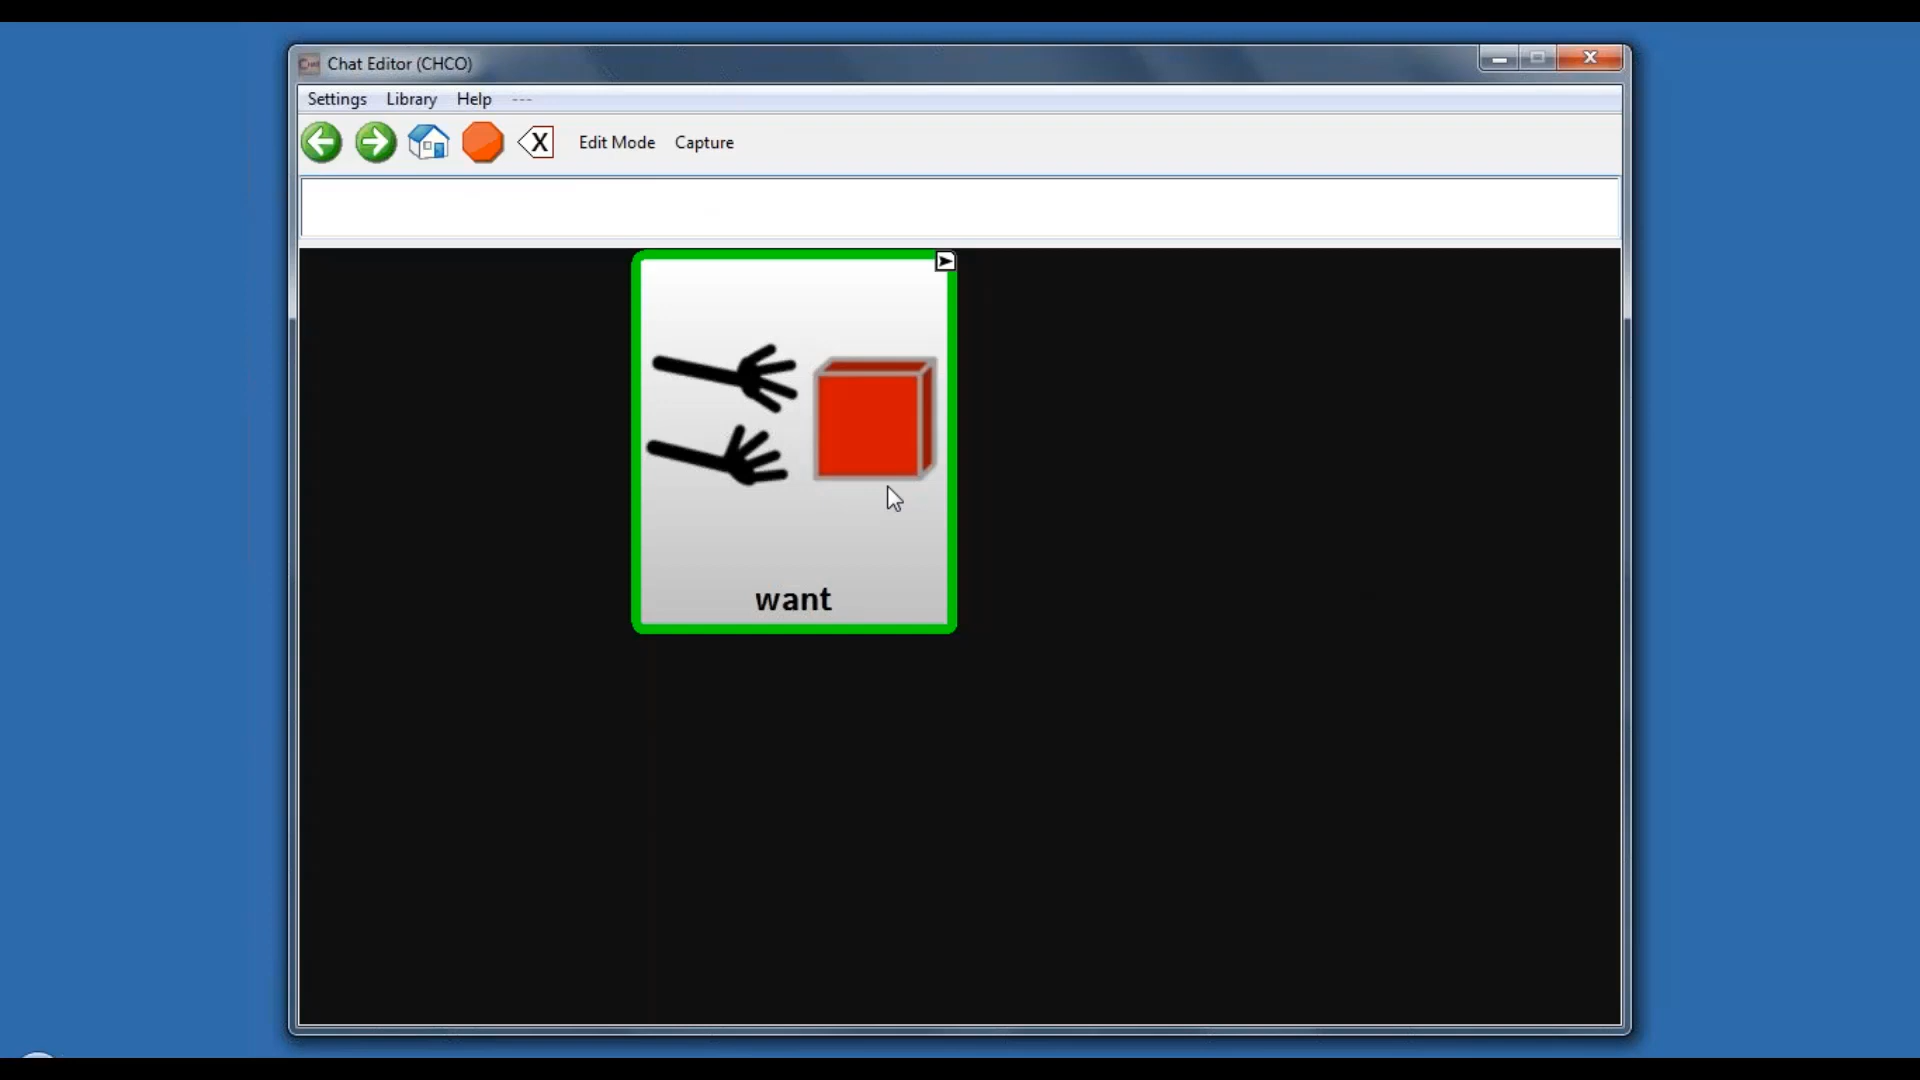 Chat Editor (CHCO)
Settings Library Help ---
X Edit Mode Capture
want